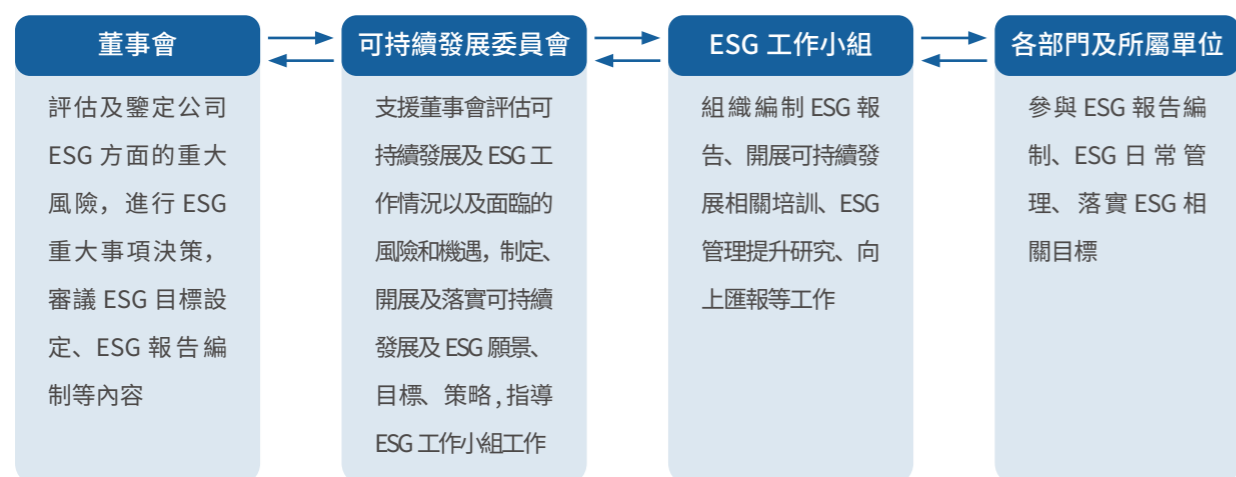 董事會
評估及鑒定公司
ESG 方面的重大
風險，進行 ESG
重大事項決策，
審議 ESG 目標設
定、ESG 報告編
制等內容
可持續發展委員會
支援董事會評估可
持續發展及 ESG 工
作情況以及面臨的
風險和機遇，制定、
開展及落實可持續
發展及 ESG 願景、
目標、策略 , 指導
ESG 工作小組工作
ESG 工作小組
組織編制 ESG 報
告、開展可持續發
展相關培訓、ESG
管理提升研究、向
上匯報等工作
各部門及所屬單位
參與 ESG 報告編
制、ESG 日常管
理、落實 ESG 相
關目標